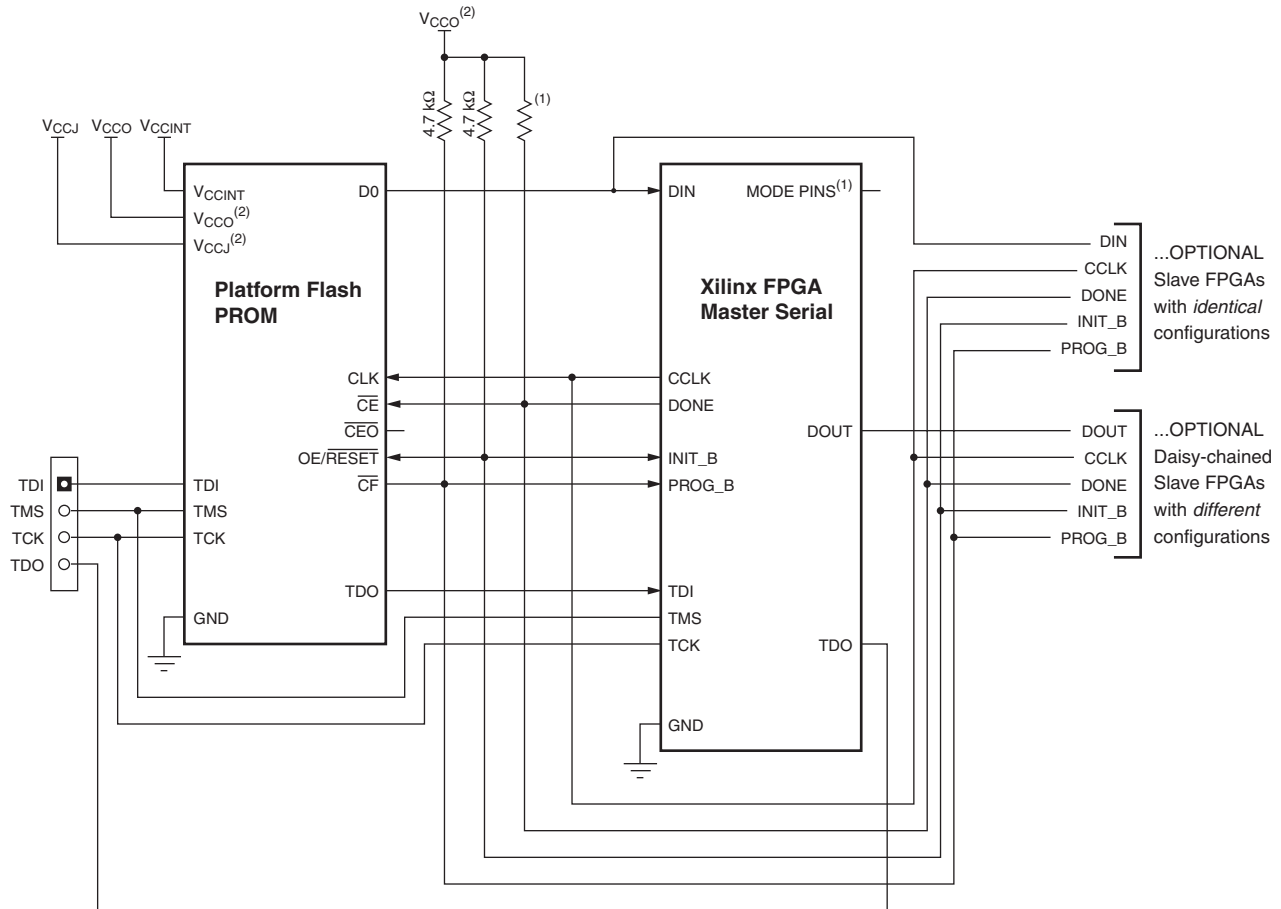 VCCO(2)
4.7 kΩ
4.7 kΩ
(1)
VCCJ VCCO VCCINT
VCCINT
VCCO(2)
VCCJ(2)
D0
Platform Flash
PROM
CLK
CE
CEO
OE/RESET
CF
TDI
TMS
TCK
TDO
GND
TDI
TMS
TCK
TDO
DIN
MODE PINS(1)
Xilinx FPGA
Master Serial
CCLK
DONE
DOUT
INIT_B
PROG_B
TDI
TMS
TCK
TDO
GND
DIN
CCLK
DONE
INIT_B
PROG_B
...OPTIONAL
Slave FPGAs
with identical
configurations
DOUT
CCLK
DONE
INIT_B
PROG_B
...OPTIONAL
Daisy-chained
Slave FPGAs
with different
configurations